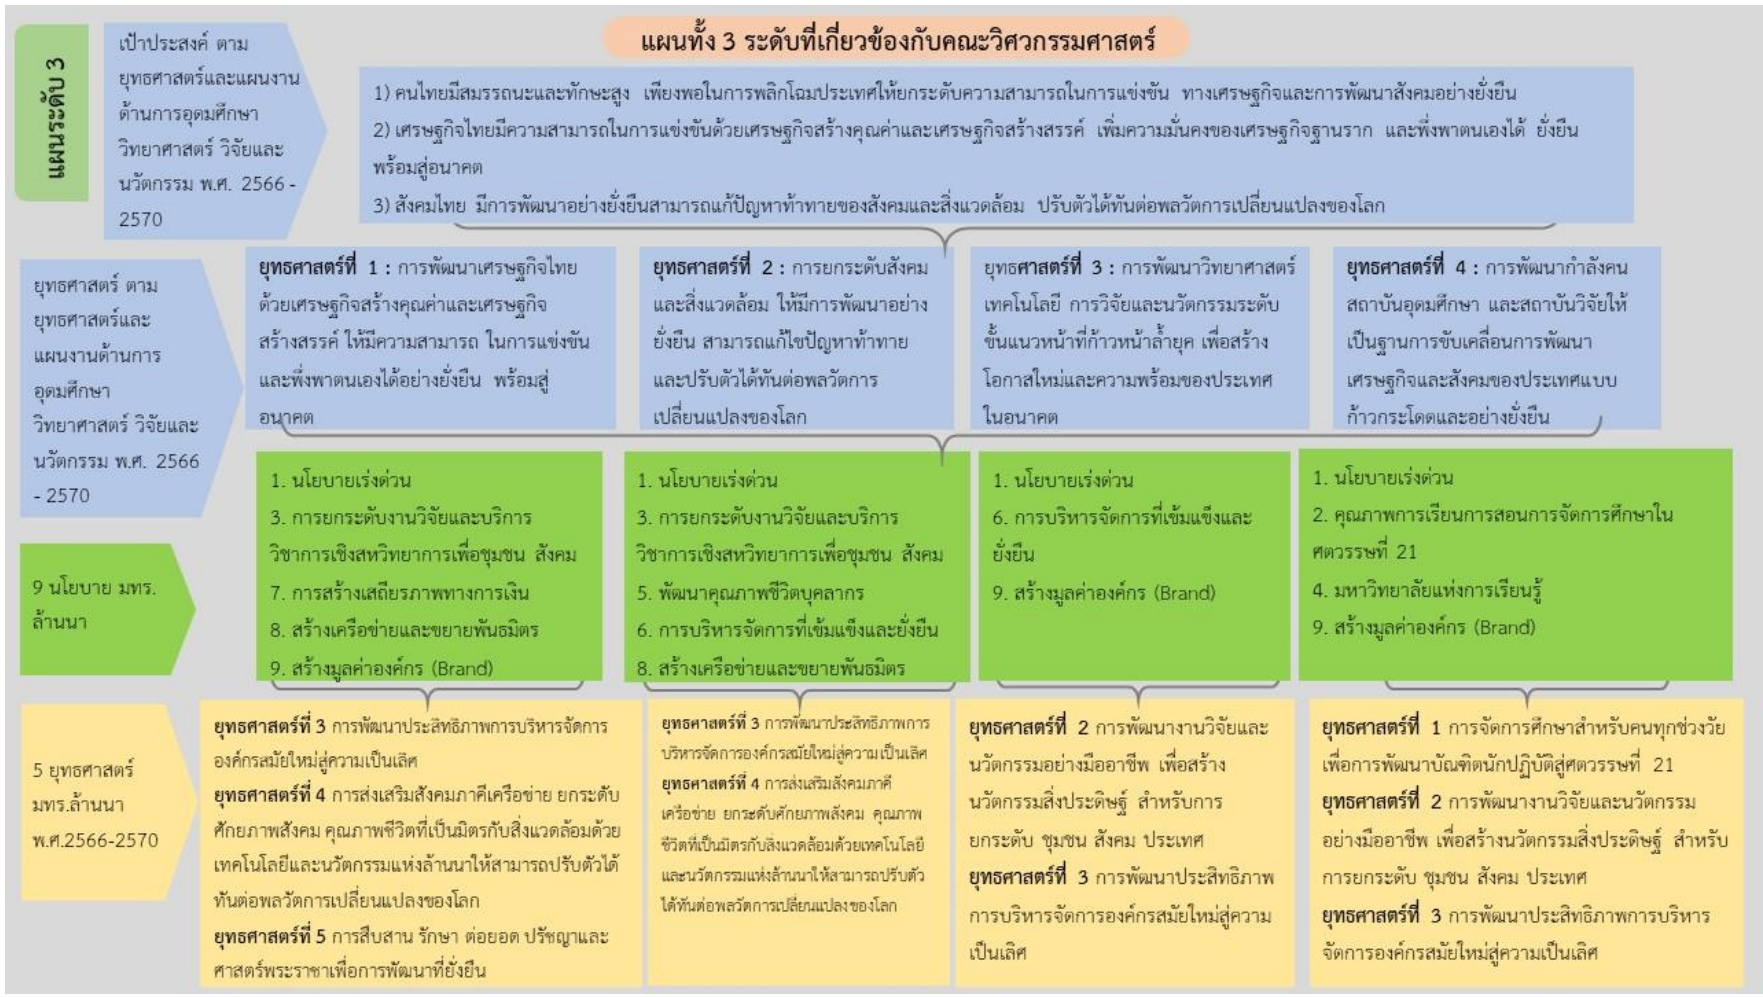 แผนทั้ง 3 ระดับที่เกี่ยวข้องกับคณะวิศวกรรมศาสตร์
แผนระดับ 3
เป้าประสงค์ ตาม
ยุทธศาสตร์และแผนงาน
ด้านการอุดมศึกษา
วิทยาศาสตร์ วิจัยและ
นวัตกรรม พ.ศ. 2566 -
2570
1) คนไทยมีสมรรถนะและทักษะสูง เพียงพอในการพลิกโฉมประเทศให้ยกระดับความสามารถในการแข่งขัน ทางเศรษฐกิจและการพัฒนาสังคมอย่างยั่งยืน
2) เศรษฐกิจไทยมีความสามารถในการแข่งขันด้วยเศรษฐกิจสร้างคุณค่าและเศรษฐกิจสร้างสรรค์ เพิ่มความมั่นคงของเศรษฐกิจฐานราก และพึ่งพาตนเองได้ ยั่งยืน
พร้อมสู่อนาคต
3) สังคมไทย มีการพัฒนาอย่างยั่งยืนสามารถแก้ปัญหาท้าทายของสังคมและสิ่งแวดล้อม ปรับตัวได้ทันต่อพลวัตการเปลี่ยนแปลงของโลก
ยุทธศาสตร์ ตาม
ยุทธศาสตร์และ
แผนงานด้านการ
อุดมศึกษา
วิทยาศาสตร์ วิจัยและ
นวัตกรรม พ.ศ. 2566
- 2570
ยุทธศาสตร์ที่ 1 : การพัฒนาเศรษฐกิจไทย
ด้วยเศรษฐกิจสร้างคุณค่าและเศรษฐกิจ
สร้างสรรค์ ให้มีความสามารถ ในการแข่งขัน
และพึ่งพาตนเองได้อย่างยั่งยืน พร้อมสู่
อนาคต
ยุทธศาสตร์ที่ 2 : การยกระดับสังคม
และสิ่งแวดล้อม ให้มีการพัฒนาอย่าง
ยั่งยืน สามารถแก้ไขปัญหาท้าทาย
และปรับตัวได้ทันต่อพลวัตการ
เปลี่ยนแปลงของโลก
ยุทธศาสตร์ที่ 3 : การพัฒนาวิทยาศาสตร์
เทคโนโลยี การวิจัยและนวัตกรรมระดับ
ขั้นแนวหน้าที่ก้าวหน้าล้ำยุค เพื่อสร้าง
โอกาสใหม่และความพร้อมของประเทศ
ในอนาคต
ยุทธศาสตร์ที่ 4 : การพัฒนากำลังคน
สถาบันอุดมศึกษา และสถาบันวิจัยให้
เป็นฐานการขับเคลื่อนการพัฒนา
เศรษฐกิจและสังคมของประเทศแบบ
ก้าวกระโดดและอย่างยั่งยืน
9 นโยบาย มทร.
ล้านนา
1. นโยบายเร่งด่วน
3. การยกระดับงานวิจัยและบริการ
วิชาการเชิงสหวิทยาการเพื่อชุมชน สังคม
7. การสร้างเสถียรภาพทางการเงิน
8. สร้างเครือข่ายและขยายพันธมิตร
9. สร้างมูลค่าองค์กร (Brand)
1. นโยบายเร่งด่วน
3. การยกระดับงานวิจัยและบริการ
วิชาการเชิงสหวิทยาการเพื่อชุมชน สังคม
5. พัฒนาคุณภาพชีวิตบุคลากร
6. การบริหารจัดการที่เข้มแข็งและยั่งยืน
8. สร้างเครือข่ายและขยายพันธมิตร
1. นโยบายเร่งด่วน
6. การบริหารจัดการที่เข้มแข็งและ
ยั่งยืน
9. สร้างมูลค่าองค์กร (Brand)
1. นโยบายเร่งด่วน
2. คุณภาพการเรียนการสอนการจัดการศึกษาใน
ศตวรรษที่ 21
4. มหาวิทยาลัยแห่งการเรียนรู้
9. สร้างมูลค่าองค์กร (Brand)
5 ยุทธศาสตร์
มทร.ล้านนา
พ.ศ.2566-2570
ยุทธศาสตร์ที่ 3 การพัฒนาประสิทธิภาพการบริหารจัดการ
องค์กรสมัยใหม่สู่ความเป็นเลิศ
ยุทธศาสตร์ที่ 4 การส่งเสริมสังคมภาคีเครือข่าย ยกระดับ
ศักยภาพสังคม คุณภาพชีวิตที่เป็นมิตรกับสิ่งแวดล้อมด้วย
เทคโนโลยีและนวัตกรรมแห่งล้านนาให้สามารถปรับตัวได้
ทันต่อพลวัตการเปลี่ยนแปลงของโลก
ยุทธศาสตร์ที่ 5 การสืบสาน รักษา ต่อยอด ปรัชญาและ
ศาสตร์พระราชาเพื่อการพัฒนาที่ยั่งยืน
ยุทธศาสตร์ที่ 3 การพัฒนาประสิทธิภาพการ
บริหารจัดการองค์กรสมัยใหม่สู่ความเป็นเลิศ
ยุทธศาสตร์ที่ 4 การส่งเสริมสังคมภาคี
เครือข่าย ยกระดับศักยภาพสังคม คุณภาพ
ชีวิตที่เป็นมิตรกับสิ่งแวดล้อมด้วยเทคโนโลยี
และนวัตกรรมแห่งล้านนาให้สามารถปรับตัว
ได้ทันต่อพลวัตการเปลี่ยนแปลงของโลก
ยุทธศาสตร์ที่ 2 การพัฒนางานวิจัยและ
นวัตกรรมอย่างมืออาชีพ เพื่อสร้าง
นวัตกรรมสิ่งประดิษฐ์ สำหรับการ
ยกระดับ ชุมชน สังคม ประเทศ
ยุทธศาสตร์ที่ 3 การพัฒนาประสิทธิภาพ
การบริหารจัดการองค์กรสมัยใหม่สู่ความ
เป็นเลิศ
ยุทธศาสตร์ที่ 1 การจัดการศึกษาสำหรับคนทุกช่วงวัย
เพื่อการพัฒนาบัณฑิตนักปฏิบัติสู่ศตวรรษที่ 21
ยุทธศาสตร์ที่ 2 การพัฒนางานวิจัยและนวัตกรรม
อย่างมืออาชีพ เพื่อสร้างนวัตกรรมสิ่งประดิษฐ์ สำหรับ
การยกระดับ ชุมชน สังคม ประเทศ
ยุทธศาสตร์ที่ 3 การพัฒนาประสิทธิภาพการบริหาร
จัดการองค์กรสมัยใหม่สู่ความเป็นเลิศ